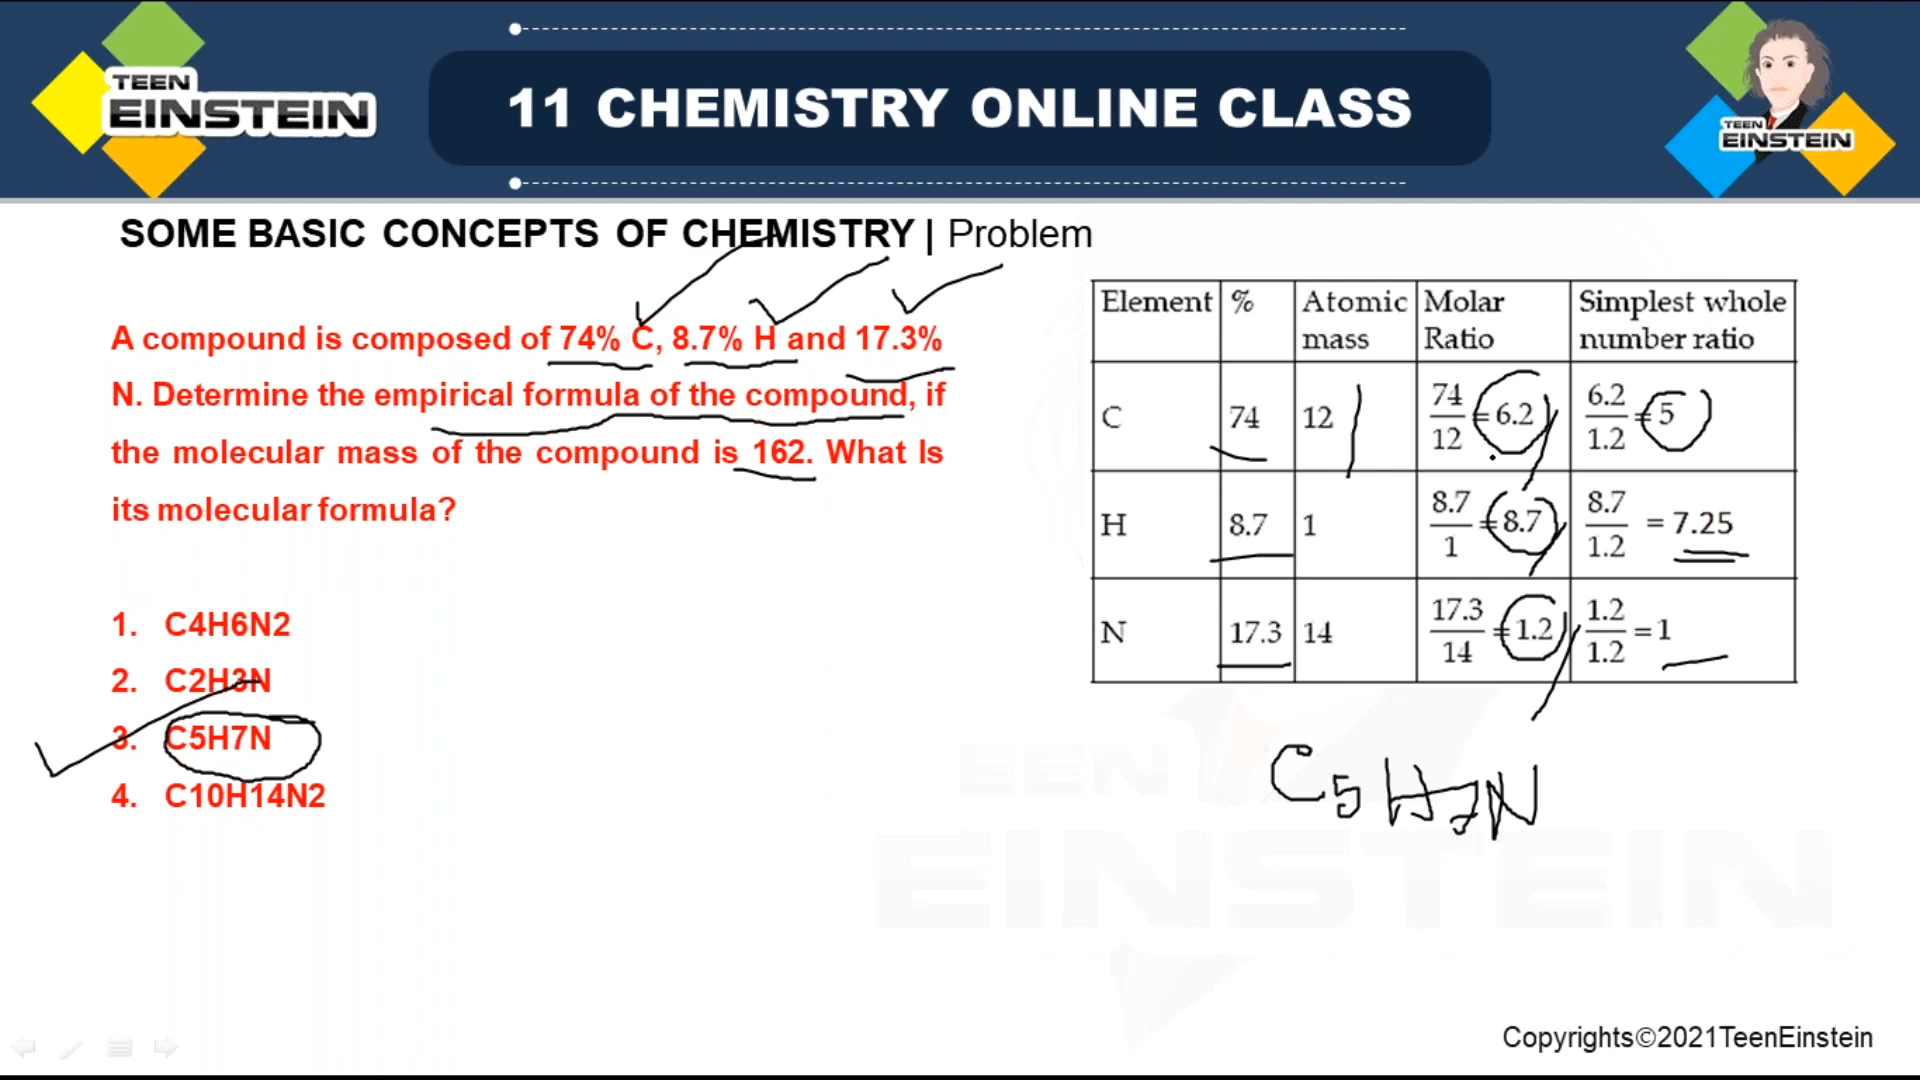 TEEN
EINSTEIN
11 CHEMISTRY ONLINE CLASS
TEEN
EINSTEIN
SOME BASIC CONCEPTS OF CHEMISTRY | Problem
A compound is composed of 74% C, 8.7% H and 17.3%
N. Determine the empirical formula of the compound, if
the molecular mass of the compound is 162. What Is
its molecular formula?
1. C4H6N2
2. C2H3N
3. C5H7N
4. C10H14N2
Element % Atomic mass Molar Ratio Simplest whole number ratio
C 74 12 74/12 = 6.2 6.2/1.2 = 5
H 8.7 1 8.7/1 = 8.7 8.7/1.2 = 7.25
N 17.3 14 17.3/14 = 1.2 1.2/1.2 = 1
C5H7N
EEN
EINSTEIN
Copyrights©2021TeenEinstein